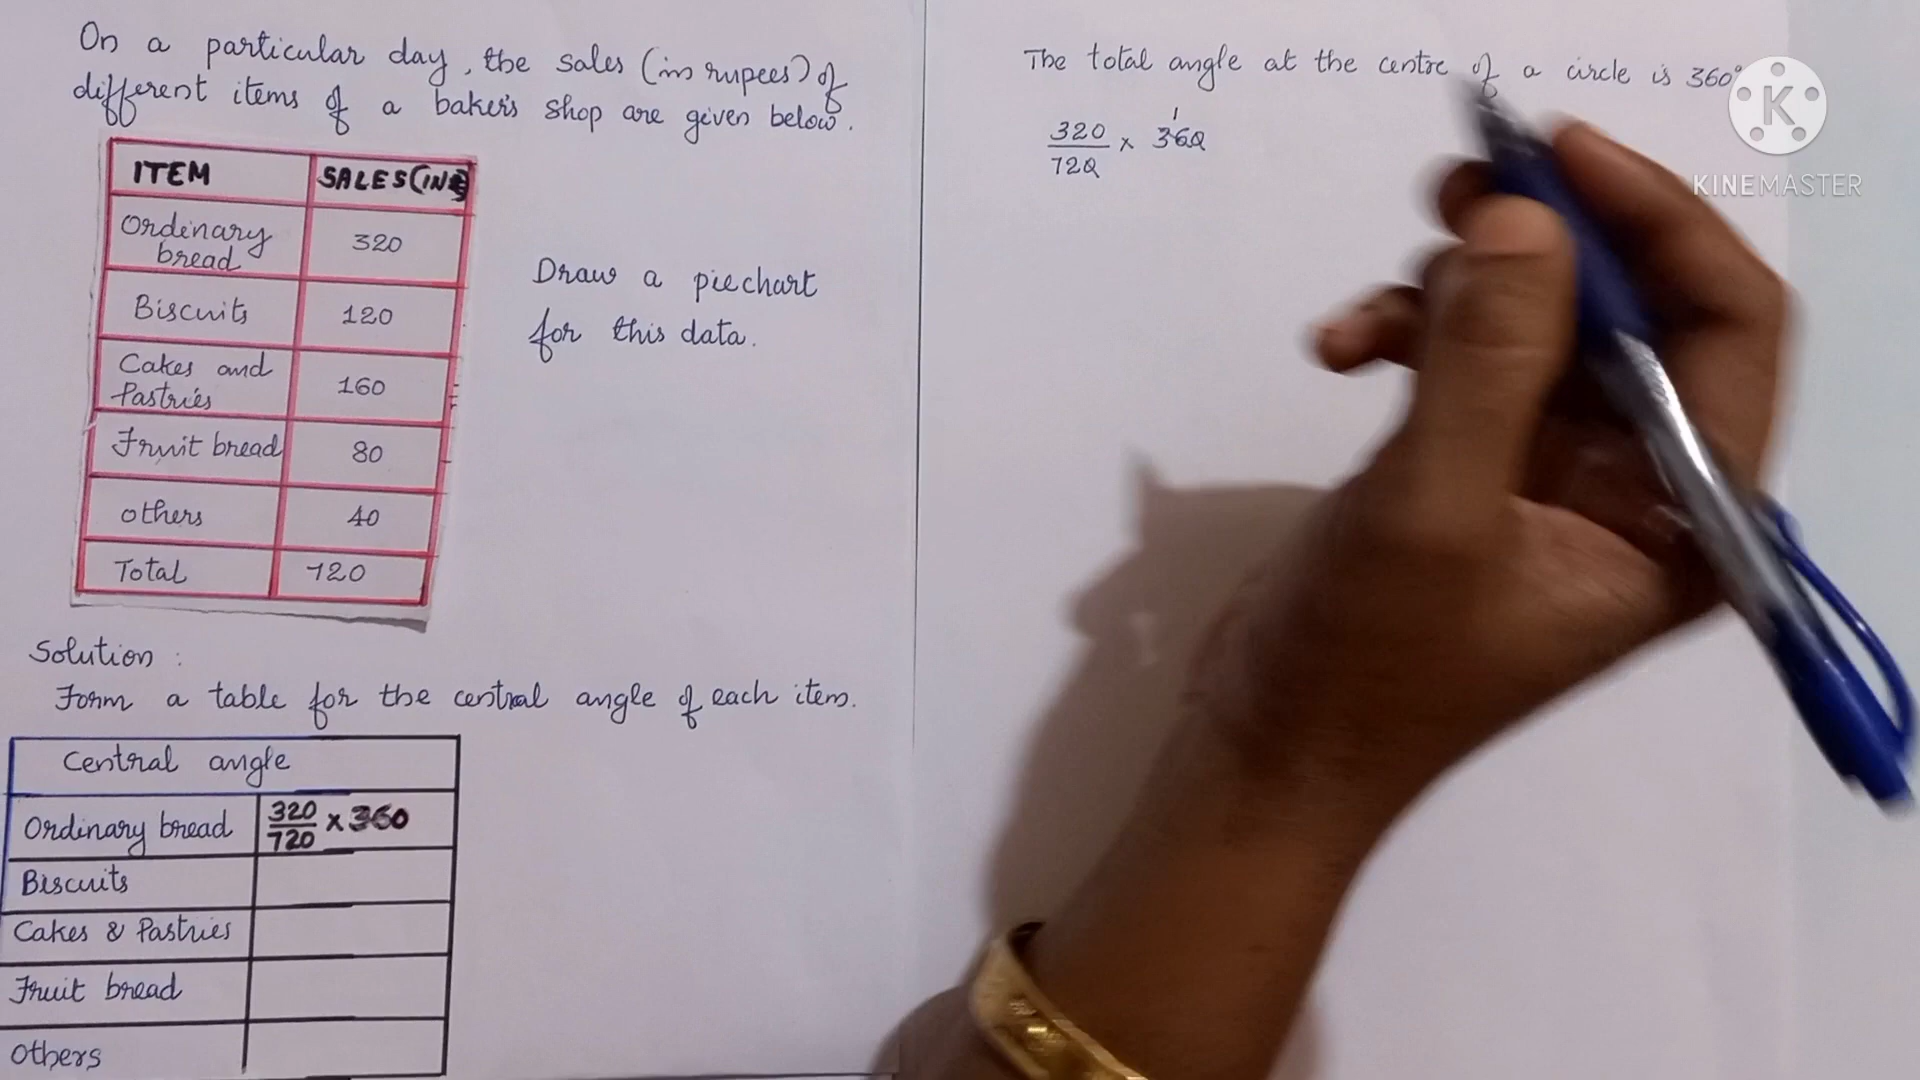 On a particular day, the sales (in rupees) of
different items of a baker's shop are given below.
ITEM SALES(IN
Ordinary bread 320
Biscuits 120
Cakes and Pastries 160
Fruit bread 80
others 40
Total 720
Draw a piechart
for this data.
Solution :
Form a table for the central angle of each item.
Central angle
Ordinary bread 320/720 × 360
Biscuits
Cakes & Pastries
Fruit bread
others
The total angle at the centre of a circle is 360°
1
320/720 × 360
K
KINEMASTER